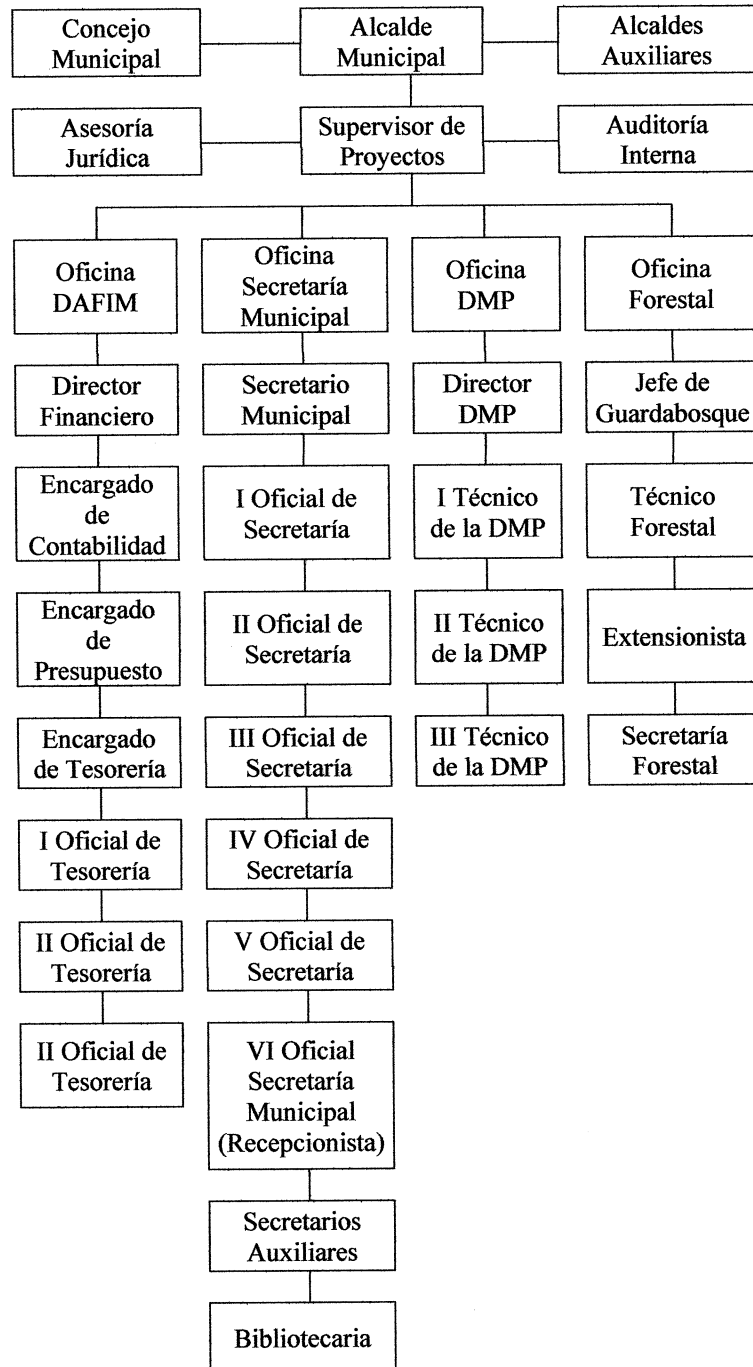 Concejo
Municipal
Alcalde
Municipal
Alcaldes
Auxiliares
Asesoría
Jurídica
Supervisor de
Proyectos
Auditoría
Interna
Oficina
DAFIM
Director
Financiero
Encargado
de
Contabilidad
Encargado
de
Presupuesto
Encargado
de Tesorería
I Oficial de
Tesorería
II Oficial de
Tesorería
II Oficial de
Tesorería
Oficina
Secretaría
Municipal
Secretario
Municipal
I Oficial de
Secretaría
II Oficial de
Secretaría
III Oficial de
Secretaría
IV Oficial de
Secretaría
V Oficial de
Secretaría
VI Oficial
Secretaría
Municipal
(Recepcionista)
Secretarios
Auxiliares
Bibliotecaria
Oficina
DMP
Director
DMP
I Técnico
de la DMP
II Técnico
de la DMP
III Técnico
de la DMP
Oficina
Forestal
Jefe de
Guardabosque
Técnico
Forestal
Extensionista
Secretaría
Forestal